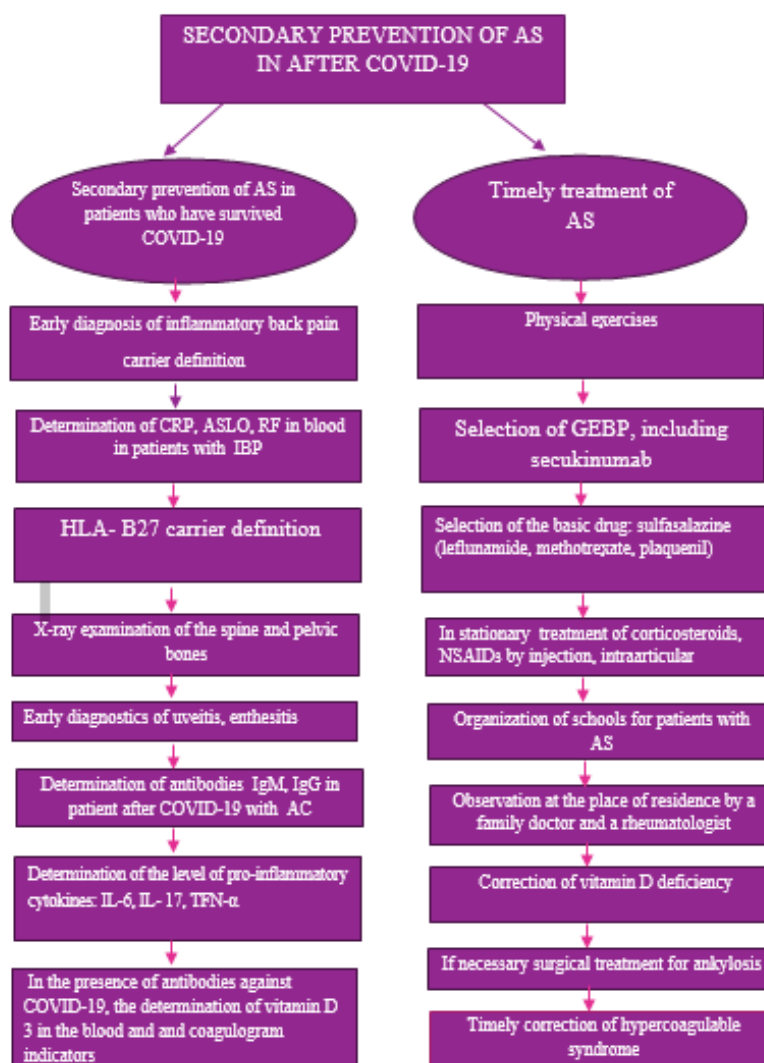 SECONDARY PREVENTION OF AS
IN AFTER COVID-19
Secondary prevention of AS in
patients who have survived
COVID-19
Early diagnosis of inflammatory back pain
carrier definition
Determination of CRP, ASLO, RF in blood
in patients with IBP
HLA- B27 carrier definition
X-ray examination of the spine and pelvic
bones
Early diagnostics of uveitis, enthesitis
Determination of antibodies IgM, IgG in
patient after COVID-19 with AC
Determination of the level of pro-inflammatory
cytokines: IL-6, IL- 17, TFN-α
In the presence of antibodies against
COVID-19, the determination of vitamin D
3 in the blood and and coagulogram
indicators
Timely treatment of
AS
Physical exercises
Selection of GEBP, including
secukinumab
Selection of the basic drug: sulfasalazine
(leflunamide, methotrexate, plaquenil)
In stationary treatment of corticosteroids,
NSAIDs by injection, intraarticular
Organization of schools for patients with
AS
Observation at the place of residence by a
family doctor and a rheumatologist
Correction of vitamin D deficiency
If necessary surgical treatment for ankylosis
Timely correction of hypercoagulable
syndrome